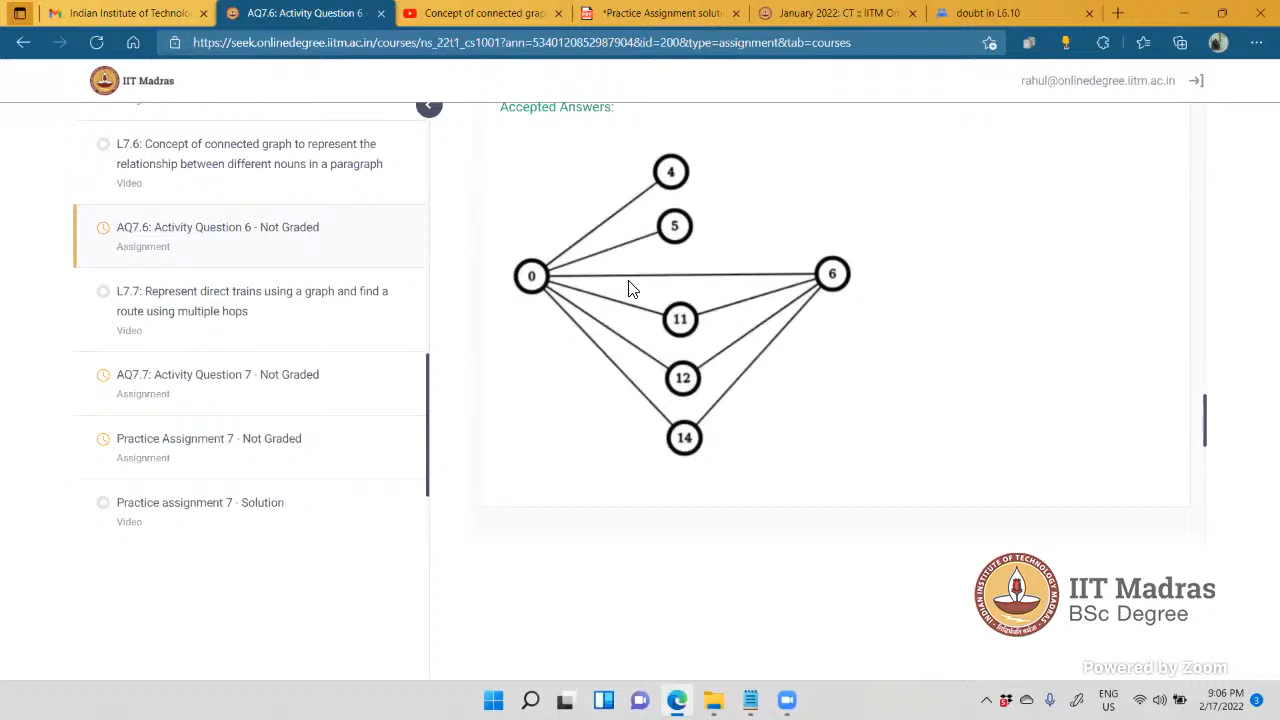 Indian Institute of Technolo
AQ7.6: Activity Question 6
Concept of connected grap
*Practice Assignment solut
January 2022: CT :: IITM On
doubt in L6.10
https://seek.onlinedegree.iitm.ac.in/courses/ns_22t1_cs1001?ann=5340120852987904&id=200&type=assignment&tab=courses
IIT Madras
rahul@onlinedegree.iitm.ac.in
Accepted Answers:
L7.6: Concept of connected graph to represent the
relationship between different nouns in a paragraph
Video
AQ7.6: Activity Question 6 - Not Graded
Assignment
L7.7: Represent direct trains using a graph and find a
route using multiple hops
Video
AQ7.7: Activity Question 7 - Not Graded
Assignment
Practice Assignment 7 - Not Graded
Assignment
Practice assignment 7 - Solution
Video
4
5
0
6
11
12
14
IIT Madras
BSc Degree
Powered by Zoom
ENG
US
9:06 PM
2/17/2022
3